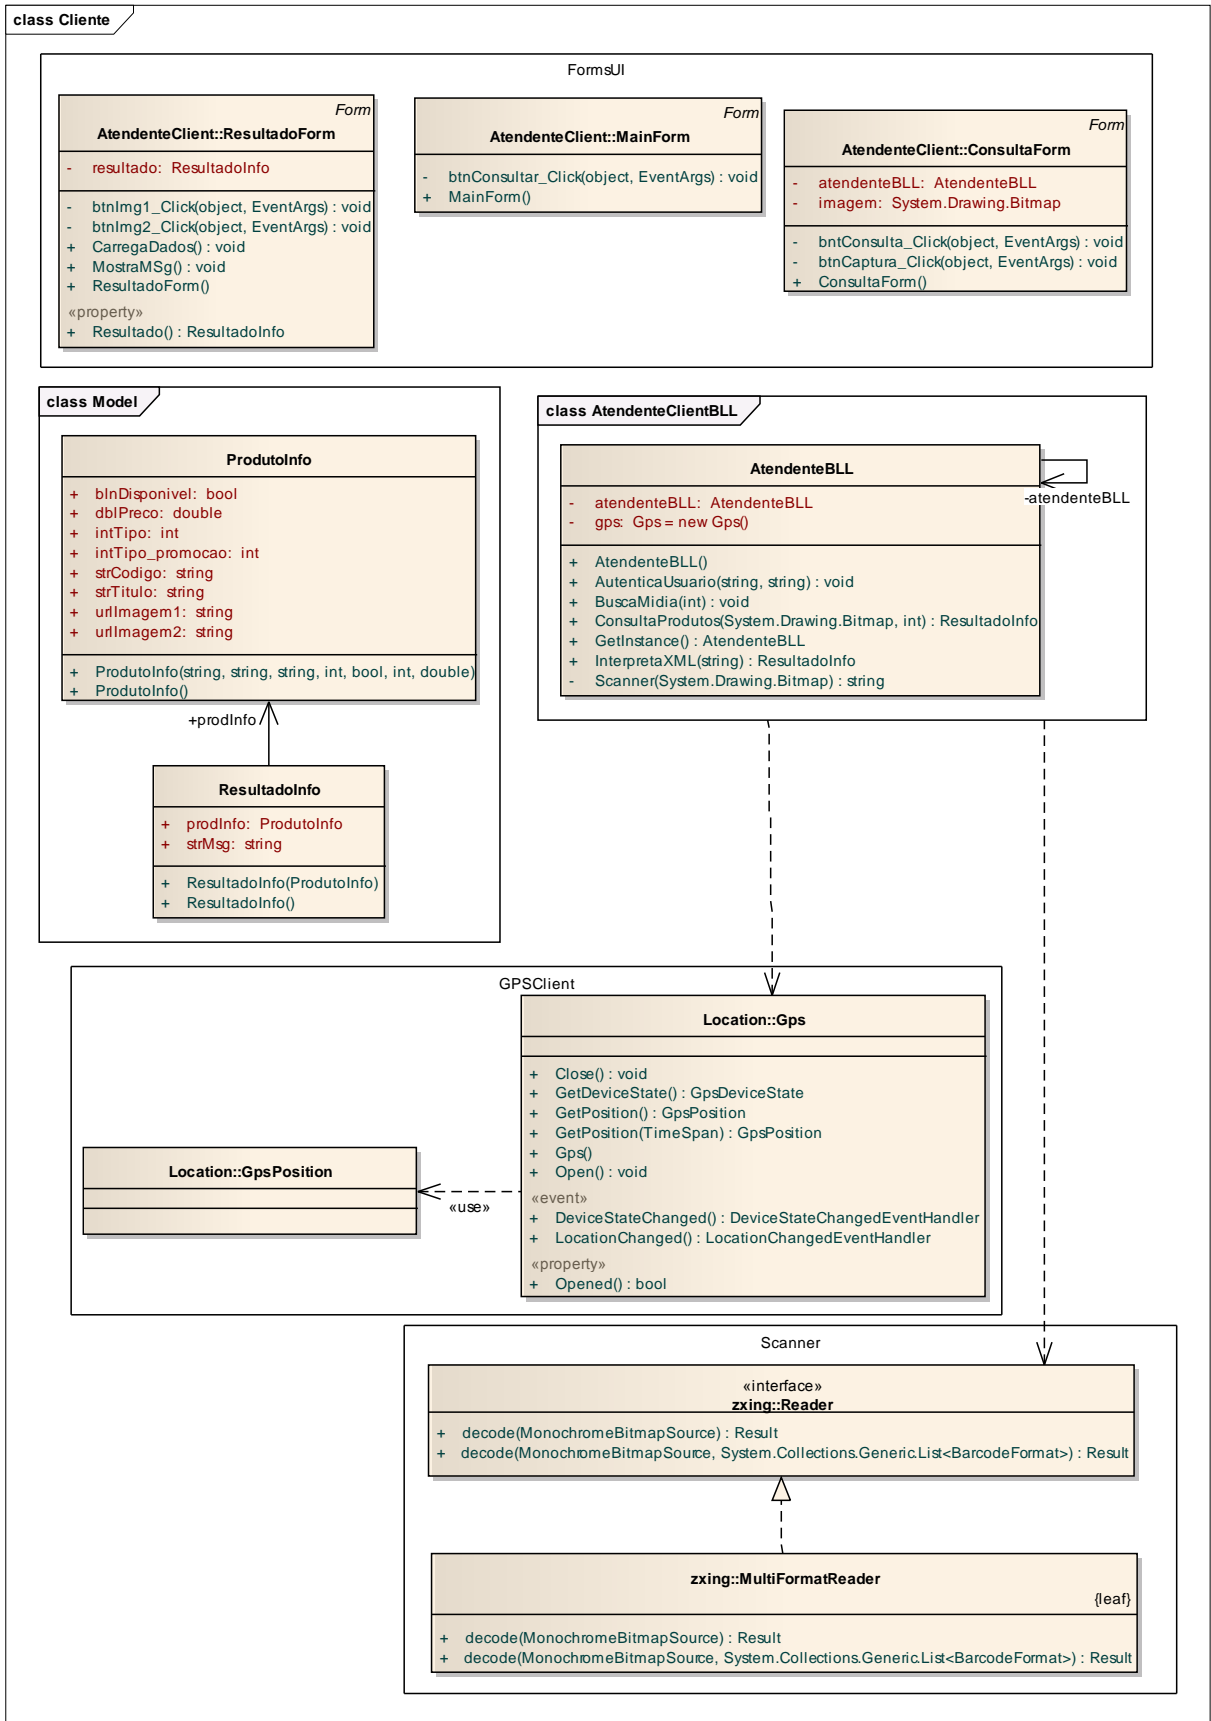 class Cliente
FormsUI
Form
AtendenteClient::ResultadoForm
- resultado: ResultadoInfo
- btnImg1_Click(object, EventArgs) : void
- btnImg2_Click(object, EventArgs) : void
+ CarregaDados() : void
+ MostraMSg() : void
+ ResultadoForm()
«property»
+ Resultado() : ResultadoInfo
Form
AtendenteClient::MainForm
- btnConsultar_Click(object, EventArgs) : void
+ MainForm()
Form
AtendenteClient::ConsultaForm
- atendenteBLL: AtendenteBLL
- imagem: System.Drawing.Bitmap
- bntConsulta_Click(object, EventArgs) : void
- btnCaptura_Click(object, EventArgs) : void
+ ConsultaForm()
class Model
ProdutoInfo
+ blnDisponivel: bool
+ dblPreco: double
+ intTipo: int
+ intTipo_promocao: int
+ strCodigo: string
+ strTitulo: string
+ urlImagem1: string
+ urlImagem2: string
+ ProdutoInfo(string, string, string, int, bool, int, double)
+ ProdutoInfo()
+prodInfo
ResultadoInfo
+ prodInfo: ProdutoInfo
+ strMsg: string
+ ResultadoInfo(ProdutoInfo)
+ ResultadoInfo()
class AtendenteClientBLL
AtendenteBLL
- atendenteBLL: AtendenteBLL
- gps: Gps = new Gps()
+ AtendenteBLL()
+ AutenticaUsuario(string, string) : void
+ BuscaMidia(int) : void
+ ConsultaProdutos(System.Drawing.Bitmap, int) : ResultadoInfo
+ GetInstance() : AtendenteBLL
+ InterpretaXML(string) : ResultadoInfo
- Scanner(System.Drawing.Bitmap) : string
-atendenteBLL
GPSClient
Location::Gps
+ Close() : void
+ GetDeviceState() : GpsDeviceState
+ GetPosition() : GpsPosition
+ GetPosition(TimeSpan) : GpsPosition
+ Gps()
+ Open() : void
«event»
+ DeviceStateChanged() : DeviceStateChangedEventHandler
+ LocationChanged() : LocationChangedEventHandler
«property»
+ Opened() : bool
Location::GpsPosition
«use»
Scanner
«interface»
zxing::Reader
+ decode(MonochromeBitmapSource) : Result
+ decode(MonochromeBitmapSource, System.Collections.Generic.List<BarcodeFormat>) : Result
zxing::MultiFormatReader
{leaf}
+ decode(MonochromeBitmapSource) : Result
+ decode(MonochromeBitmapSource, System.Collections.Generic.List<BarcodeFormat>) : Result